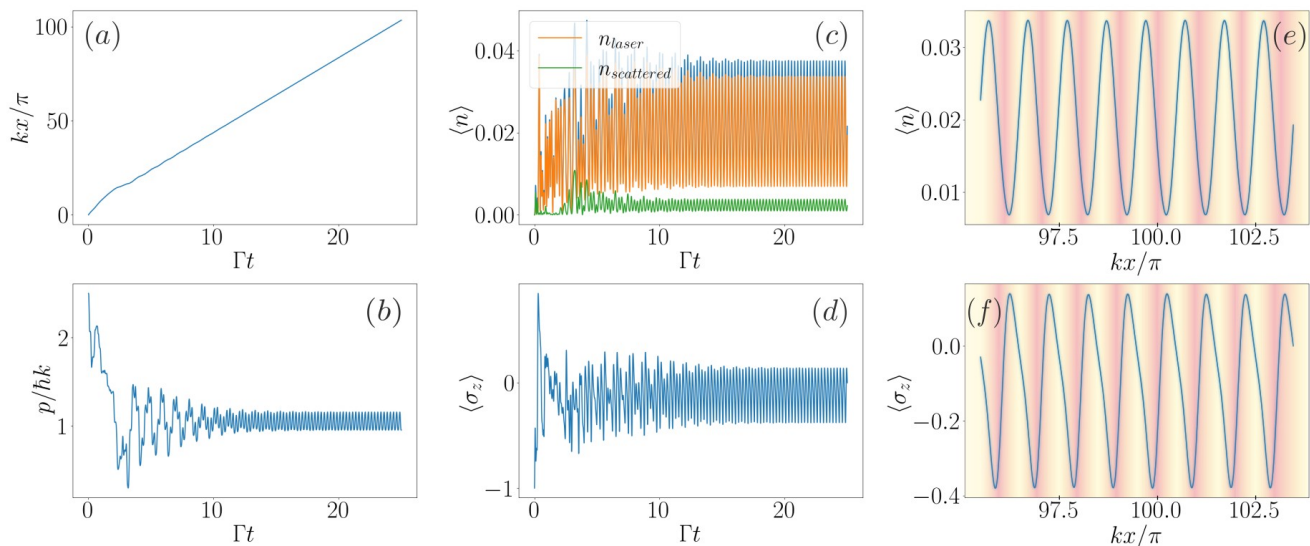 (a)
kx/π
100
50
0
0 10 20
Γt
(c)
n_laser
n_scattered
⟨n⟩
0.04
0.02
0.00
0 10 20
Γt
(e)
⟨n⟩
0.03
0.02
0.01
97.5 100.0 102.5
kx/π
(b)
p/ħk
2
1
0 10 20
Γt
(d)
⟨σ_z⟩
0
−1
0 10 20
Γt
(f)
⟨σ_z⟩
0.0
−0.2
−0.4
97.5 100.0 102.5
kx/π